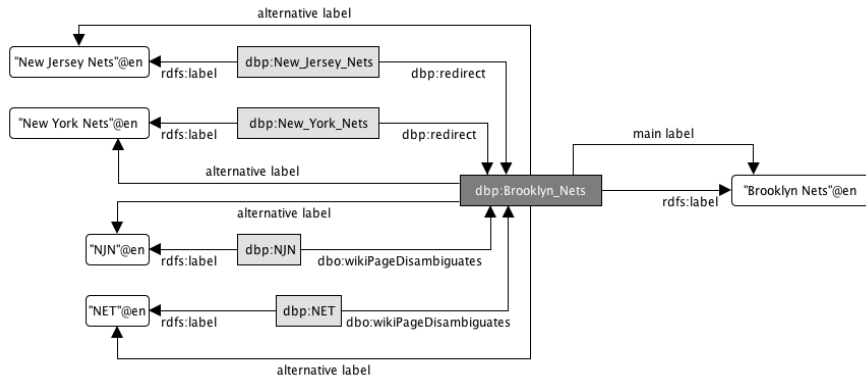 alternative label
"New Jersey Nets"@en
rdfs:label
dbp:New_Jersey_Nets
dbp:redirect
"New York Nets"@en
rdfs:label
dbp:New_York_Nets
dbp:redirect
main label
alternative label
dbp:Brooklyn_Nets
"Brooklyn Nets"@en
rdfs:label
alternative label
"NJN"@en
rdfs:label
dbp:NJN
dbo:wikiPageDisambiguates
"NET"@en
rdfs:label
dbp:NET
dbo:wikiPageDisambiguates
alternative label